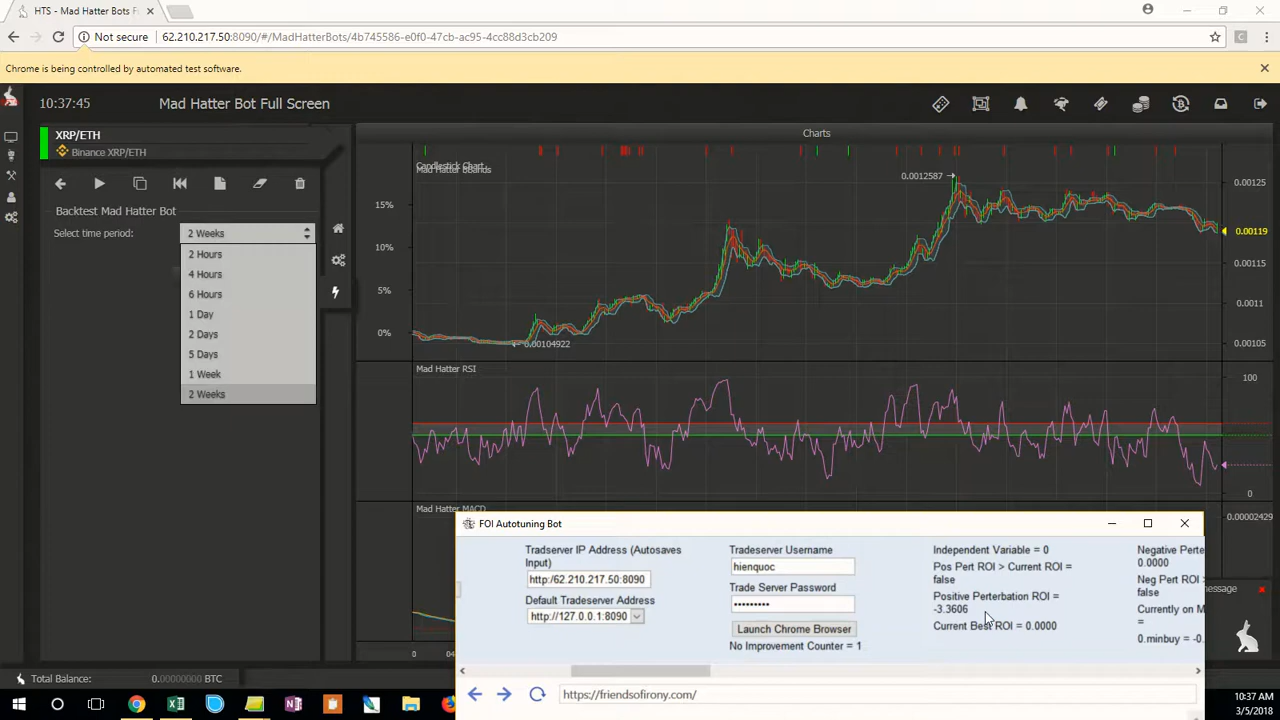 HTS - Mad Hatter Bots F
Not secure | 62.210.217.50:8090/#/MadHatterBots/4b745586-e0f0-47cb-ac95-4cc88d3cb209
Chrome is being controlled by automated test software.
10:37:45
Mad Hatter Bot Full Screen
XRP/ETH
Binance XRP/ETH
Charts
Backtest Mad Hatter Bot
Select time period:
2 Weeks
2 Hours
4 Hours
6 Hours
1 Day
2 Days
5 Days
1 Week
2 Weeks
Candlestick Chart
Mad Hatter BBands
15%
10%
5%
0%
0.0012587
0.00104922
0.00125
0.00119
0.00115
0.0011
0.00105
Mad Hatter RSI
100
0
Mad Hatter MACD
0.00002429
FOI Autotuning Bot
Tradserver IP Address (Autosaves Input)
http:/62.210.217.50:8090
Default Tradeserver Address
http://127.0.0.1:8090
Tradeserver Username
hienquoc
Trade Server Password
•••••••••
Launch Chrome Browser
No Improvement Counter = 1
Independent Variable = 0
Pos Pert ROI > Current ROI =
false
Positive Perterbation ROI =
-3.3606
Current Best ROI = 0.0000
Negative Perte
0.0000
Neg Pert ROI
false
Currently on M
=
0.minbuy = -0.
message
04
0
https://friendsofirony.com/
Total Balance: 0.00000000 BTC
10:37 AM
3/5/2018